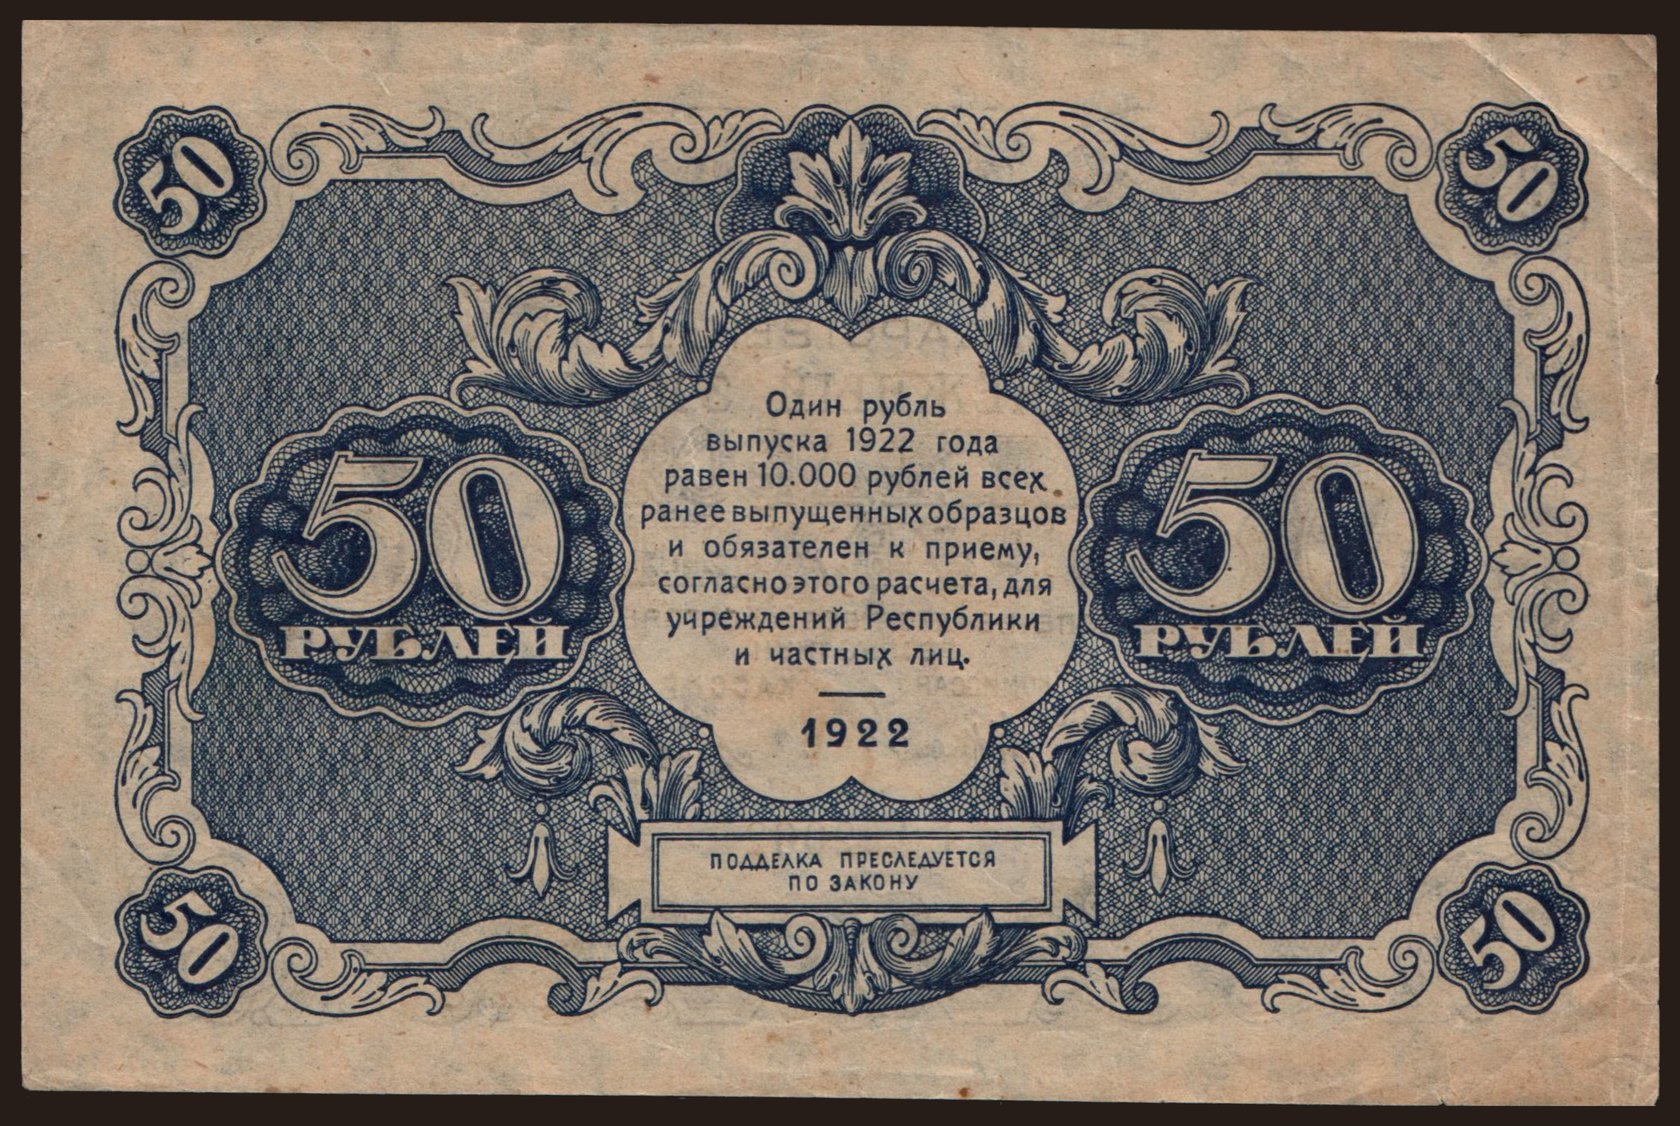 50
50
Один рубль
выпуска 1922 года
равен 10.000 рублей всех
ранее выпущенных образцов
и обязателен к приему,
согласно этого расчета, для
учреждений Республики
и частных лиц.
1922
50
РУБЛЕЙ
50
РУБЛЕЙ
ПОДДЕЛКА ПРЕСЛЕДУЕТСЯ
ПО ЗАКОНУ
50
50